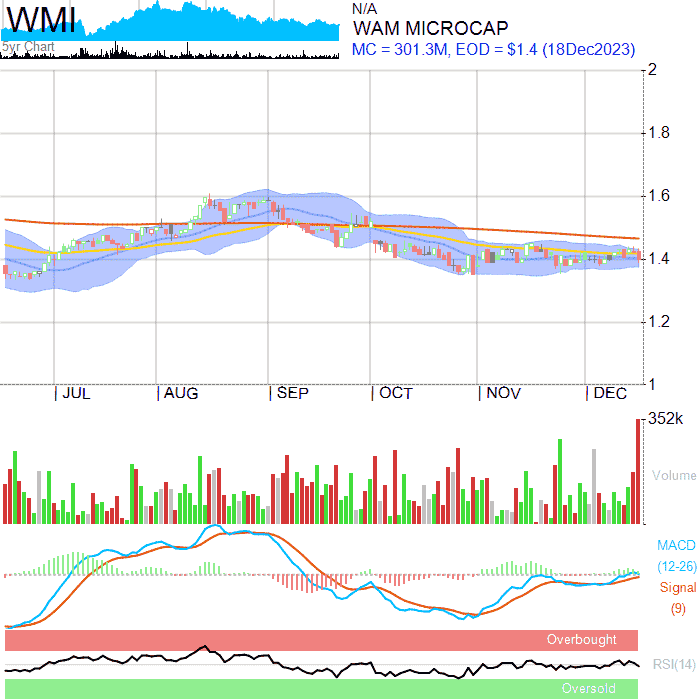 WMI
5yr Chart
N/A
WAM MICROCAP
MC = 301.3M, EOD = $1.4 (18Dec2023)
2
1.8
1.6
1.4
1.2
1
JUL AUG SEP OCT NOV DEC
352k
Volume
MACD
(12-26)
Signal
(9)
Overbought
RSI(14)
Oversold